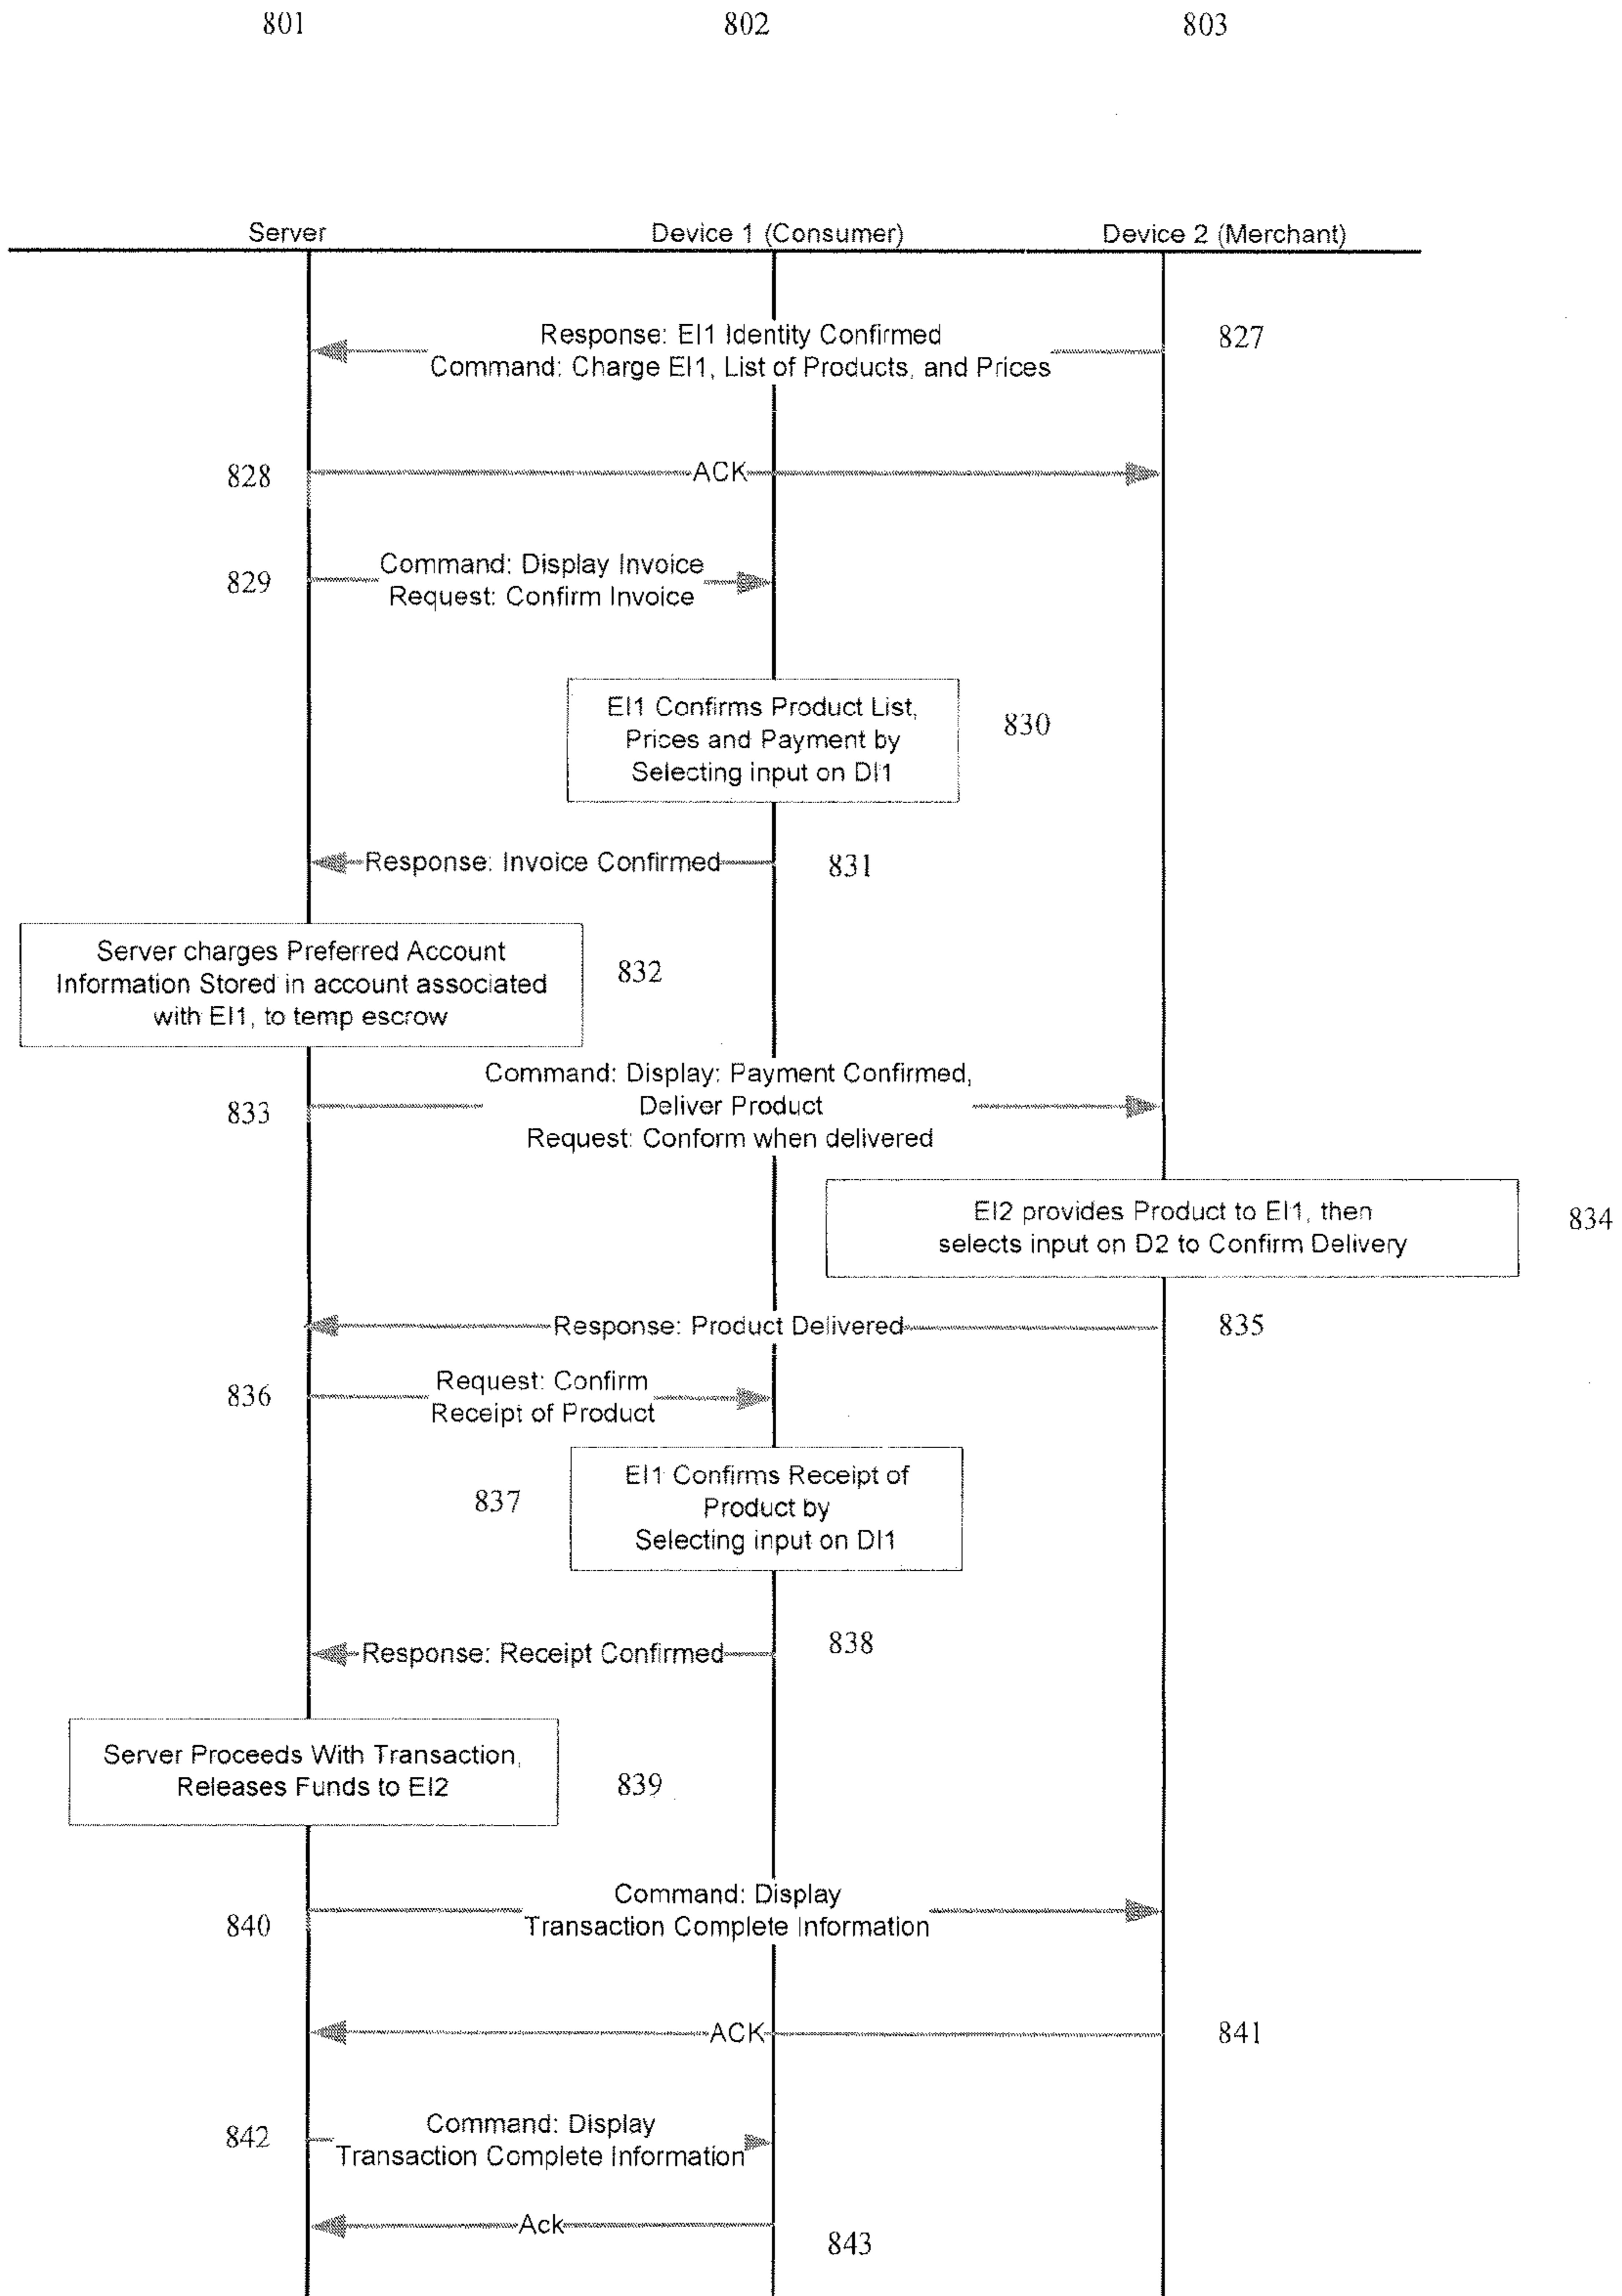 801
802
803
Server
Device 1 (Consumer)
Device 2 (Merchant)
Response: EI1 Identity Confirmed
Command: Charge EI1, List of Products, and Prices
827
828
ACK
829
Command: Display Invoice
Request: Confirm Invoice
EI1 Confirms Product List,
Prices and Payment by
Selecting input on DI1
830
Response: Invoice Confirmed
831
Server charges Preferred Account
Information Stored in account associated
with EI1, to temp escrow
832
833
Command: Display: Payment Confirmed,
Deliver Product
Request: Conform when delivered
EI2 provides Product to EI1, then
selects input on D2 to Confirm Delivery
834
Response: Product Delivered
835
836
Request: Confirm
Receipt of Product
837
EI1 Confirms Receipt of
Product by
Selecting input on DI1
Response: Receipt Confirmed
838
Server Proceeds With Transaction,
Releases Funds to EI2
839
840
Command: Display
Transaction Complete Information
ACK
841
842
Command: Display
Transaction Complete Information
Ack
843